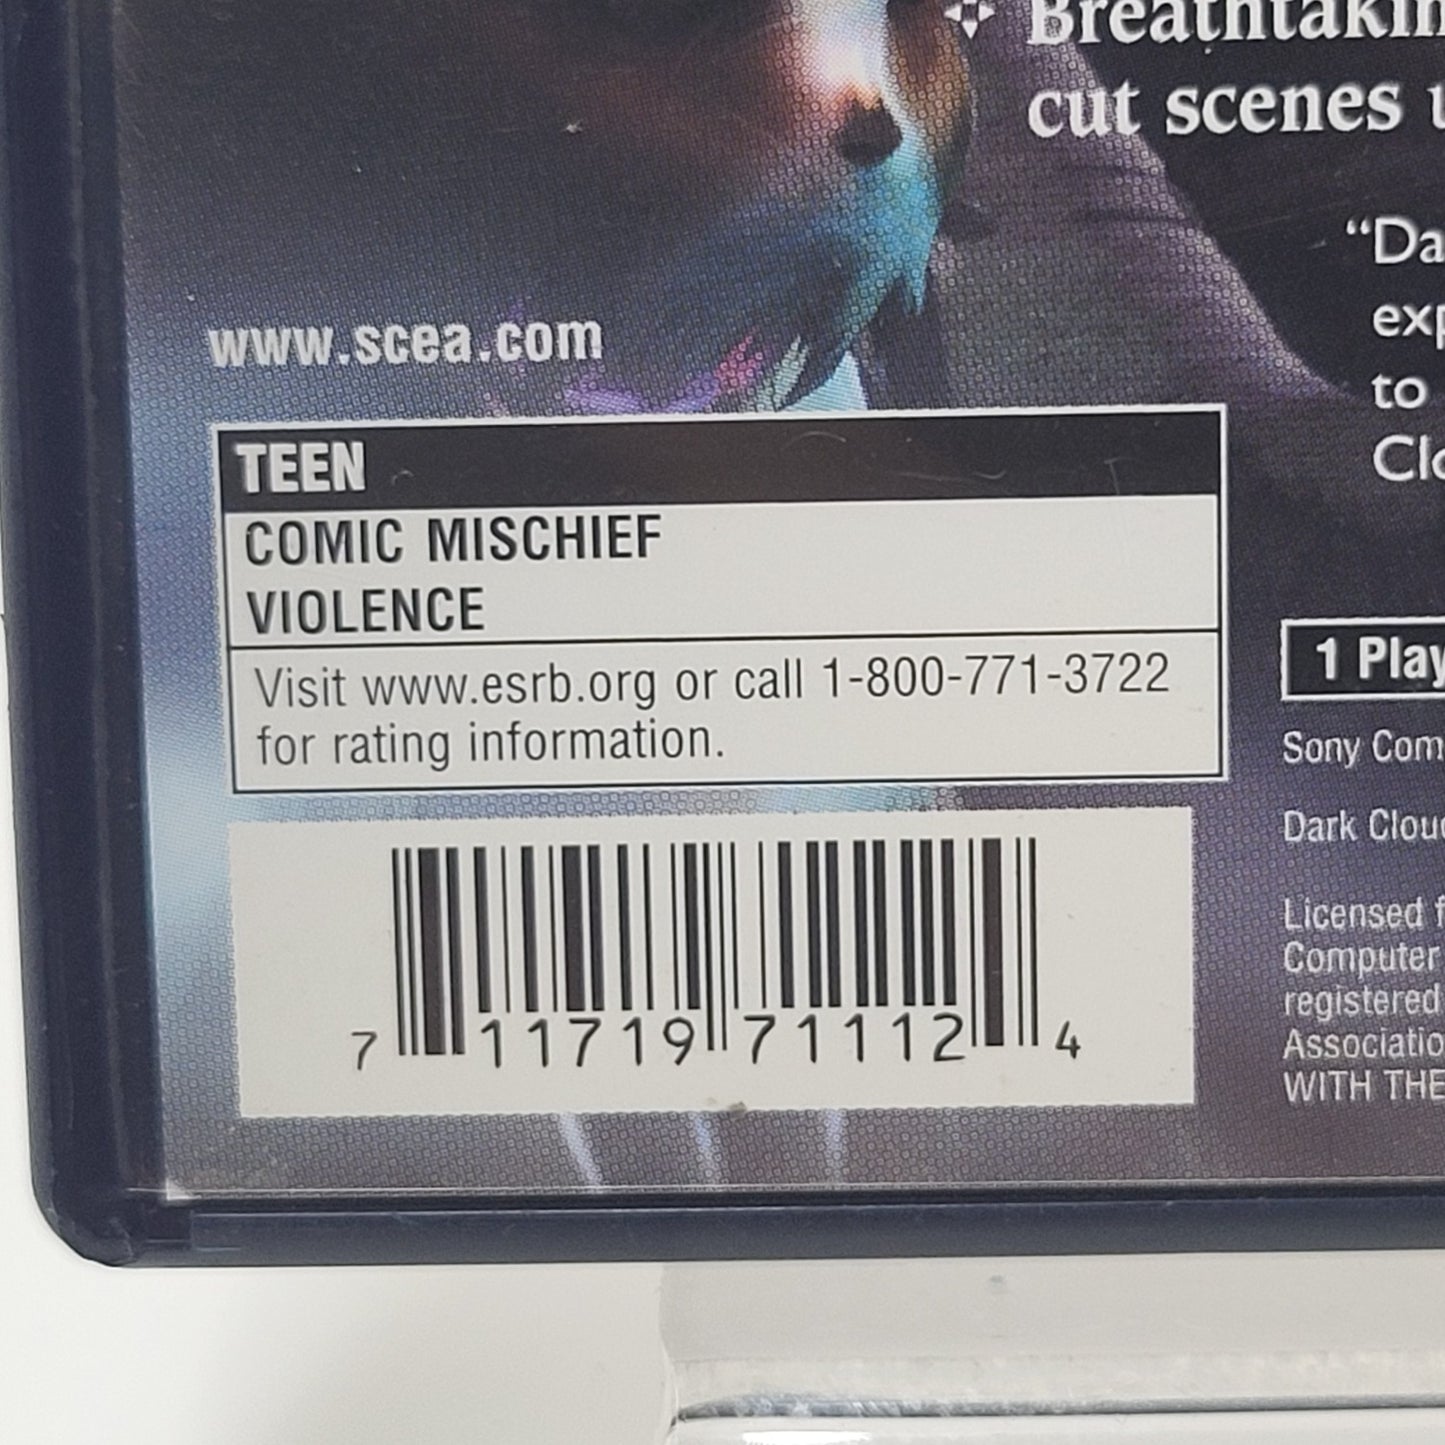 Breathtakin
cut scenes
"Da
exp
to
Clo
www.scea.com
TEEN
COMIC MISCHIEF
VIOLENCE
Visit www.esrb.org or call 1-800-771-3722
for rating information.
7 11719 71112 4
1 Play
Sony Com
Dark Clou
Licensed f
Computer
registered
Associatio
WITH THE